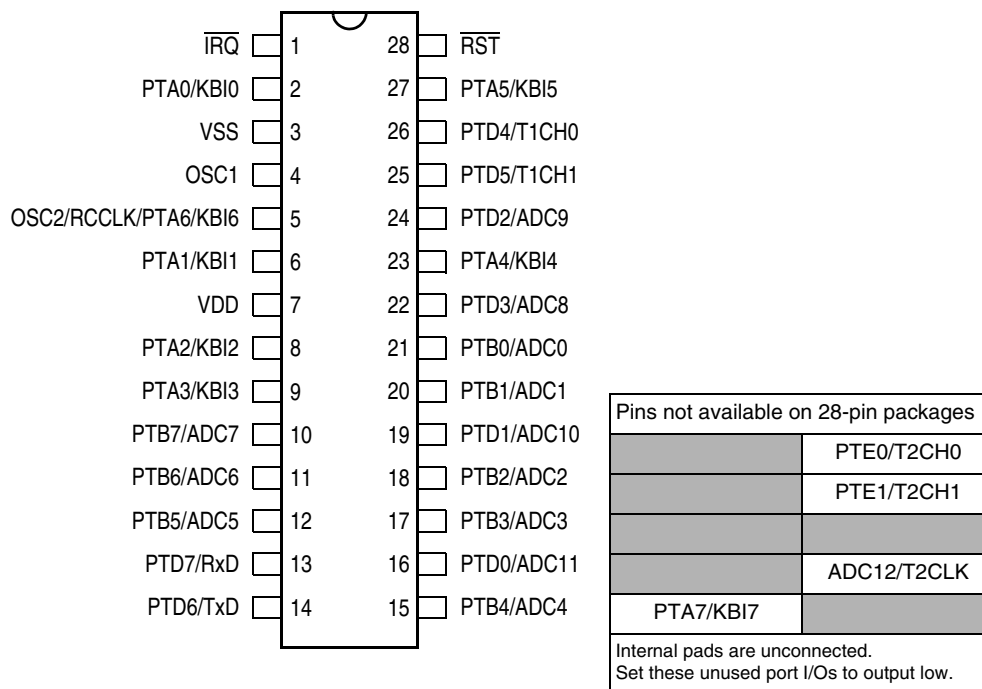 IRQ 1 28 RST
PTA0/KBI0 2 27 PTA5/KBI5
VSS 3 26 PTD4/T1CH0
OSC1 4 25 PTD5/T1CH1
OSC2/RCCLK/PTA6/KBI6 5 24 PTD2/ADC9
PTA1/KBI1 6 23 PTA4/KBI4
VDD 7 22 PTD3/ADC8
PTA2/KBI2 8 21 PTB0/ADC0
PTA3/KBI3 9 20 PTB1/ADC1
PTB7/ADC7 10 19 PTD1/ADC10
PTB6/ADC6 11 18 PTB2/ADC2
PTB5/ADC5 12 17 PTB3/ADC3
PTD7/RxD 13 16 PTD0/ADC11
PTD6/TxD 14 15 PTB4/ADC4
Pins not available on 28-pin packages
PTE0/T2CH0
PTE1/T2CH1
ADC12/T2CLK
PTA7/KBI7
Internal pads are unconnected.
Set these unused port I/Os to output low.